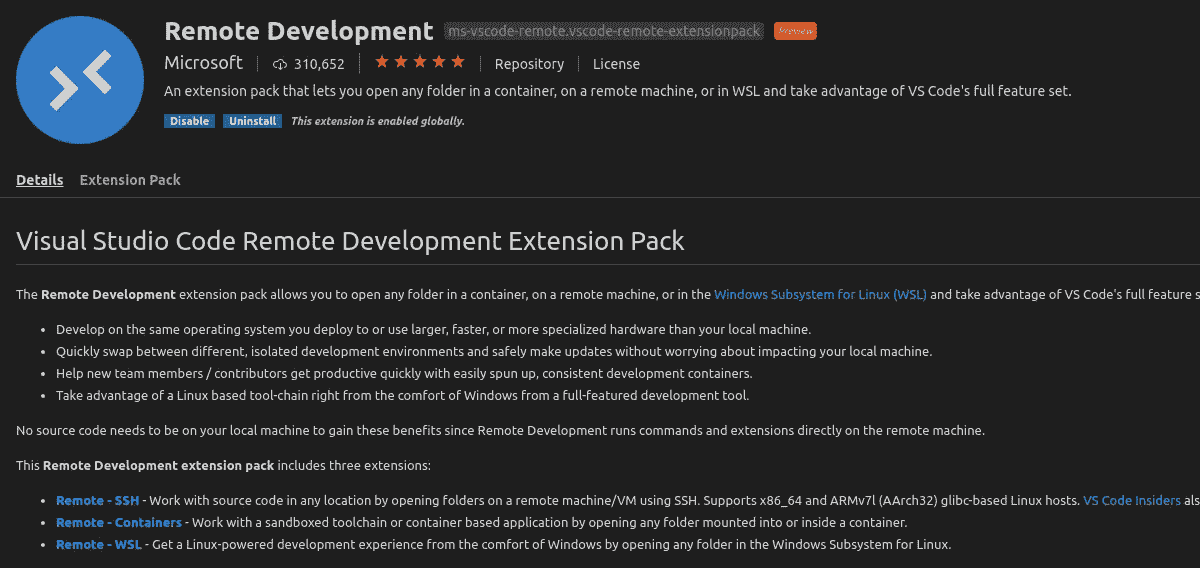 Remote Development ms-vscode-remote.vscode-remote-extensionpack Preview
Microsoft 310,652 Repository License
An extension pack that lets you open any folder in a container, on a remote machine, or in WSL and take advantage of VS Code's full feature set.
Disable Uninstall This extension is enabled globally.
Details Extension Pack
Visual Studio Code Remote Development Extension Pack
The Remote Development extension pack allows you to open any folder in a container, on a remote machine, or in the Windows Subsystem for Linux (WSL) and take advantage of VS Code's full feature s
• Develop on the same operating system you deploy to or use larger, faster, or more specialized hardware than your local machine.
• Quickly swap between different, isolated development environments and safely make updates without worrying about impacting your local machine.
• Help new team members / contributors get productive quickly with easily spun up, consistent development containers.
• Take advantage of a Linux based tool-chain right from the comfort of Windows from a full-featured development tool.
No source code needs to be on your local machine to gain these benefits since Remote Development runs commands and extensions directly on the remote machine.
This Remote Development extension pack includes three extensions:
• Remote - SSH - Work with source code in any location by opening folders on a remote machine/VM using SSH. Supports x86_64 and ARMv7l (AArch32) glibc-based Linux hosts. VS Code Insiders als
• Remote - Containers - Work with a sandboxed toolchain or container based application by opening any folder mounted into or inside a container.
• Remote - WSL - Get a Linux-powered development experience from the comfort of Windows by opening any folder in the Windows Subsystem for Linux.